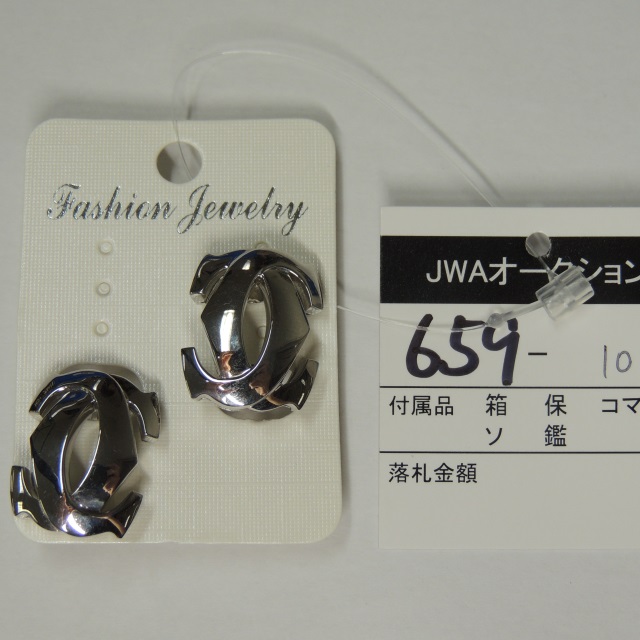 Fashion Jewelry
JWAオークション
659- 10
付属品 箱 保 コマ
ソ 鑑
落札金額